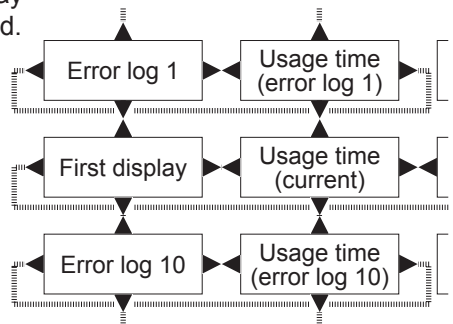 ay
d.
Error log 1
Usage time
(error log 1)
First display
Usage time
(current)
Error log 10
Usage time
(error log 10)